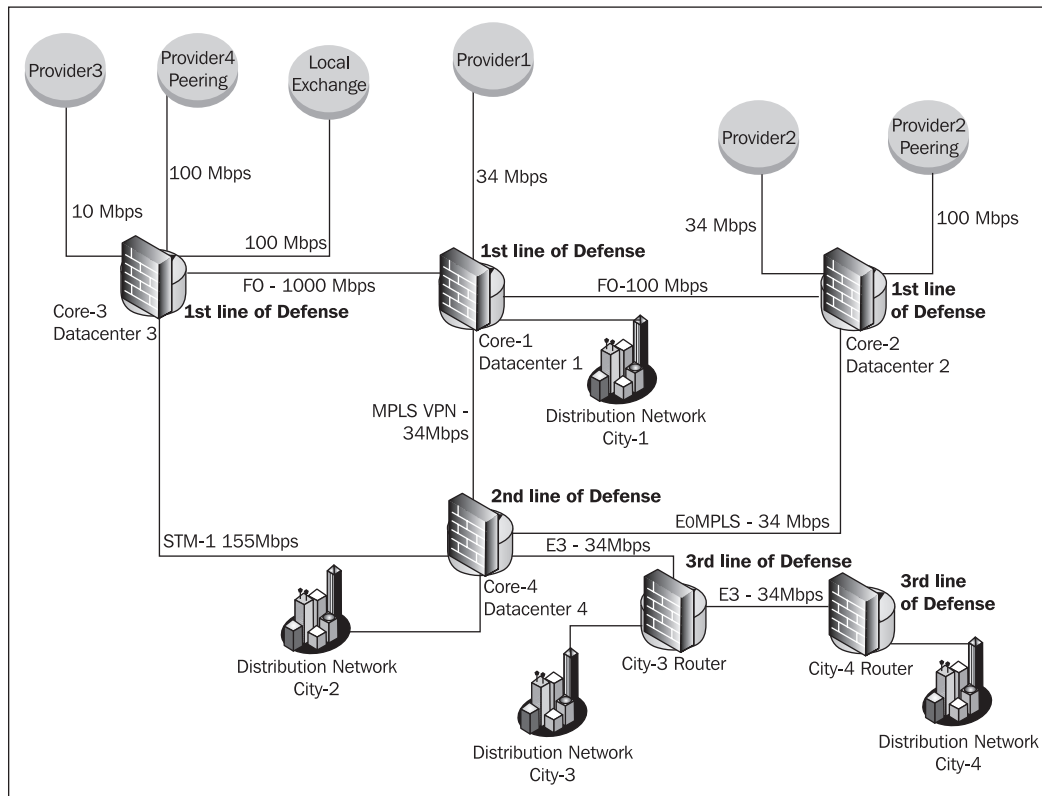 Provider3
Provider4
Peering
Local
Exchange
Provider1
Provider2
Provider2
Peering
100 Mbps
34 Mbps
10 Mbps
34 Mbps
100 Mbps
100 Mbps
1st line of Defense
FO - 1000 Mbps
FO-100 Mbps
1st line
of Defense
Core-3
Datacenter 3
1st line of Defense
Core-1
Datacenter 1
Core-2
Datacenter 2
MPLS VPN -
34Mbps
Distribution Network
City-1
2nd line of Defense
EoMPLS - 34 Mbps
STM-1 155Mbps
E3 - 34Mbps
3rd line of Defense
Core-4
Datacenter 4
E3 - 34Mbps
3rd line
of Defense
Distribution Network
City-2
City-3 Router
City-4 Router
Distribution Network
City-3
Distribution Network
City-4